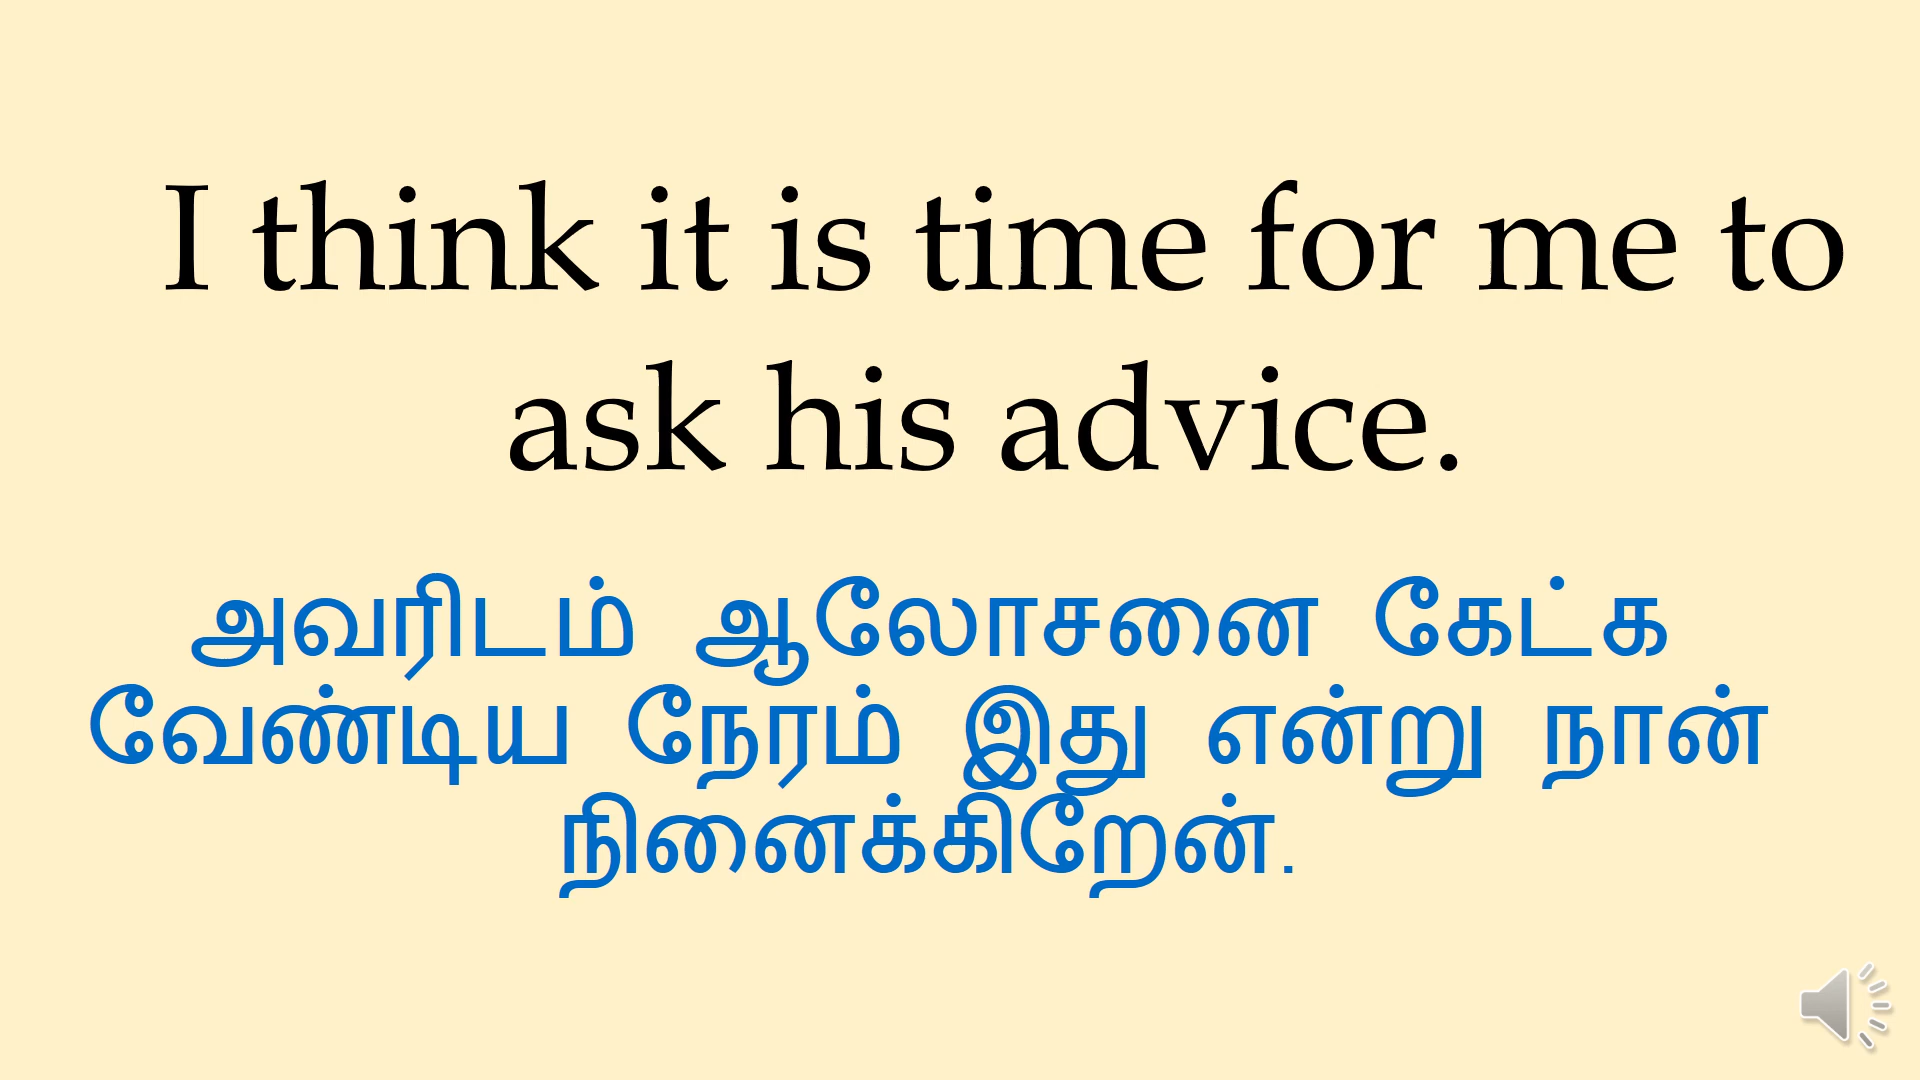 I think it is time for me to
ask his advice.
அவரிடம் ஆலோசனை கேட்க
வேண்டிய நேரம் இது என்று நான்
நினைக்கிறேன்.